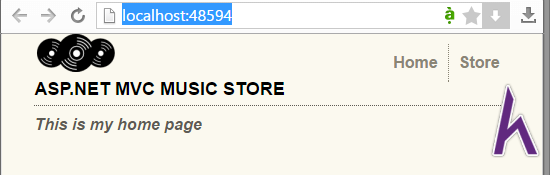 localhost:48594
Home Store
ASP.NET MVC MUSIC STORE
This is my home page